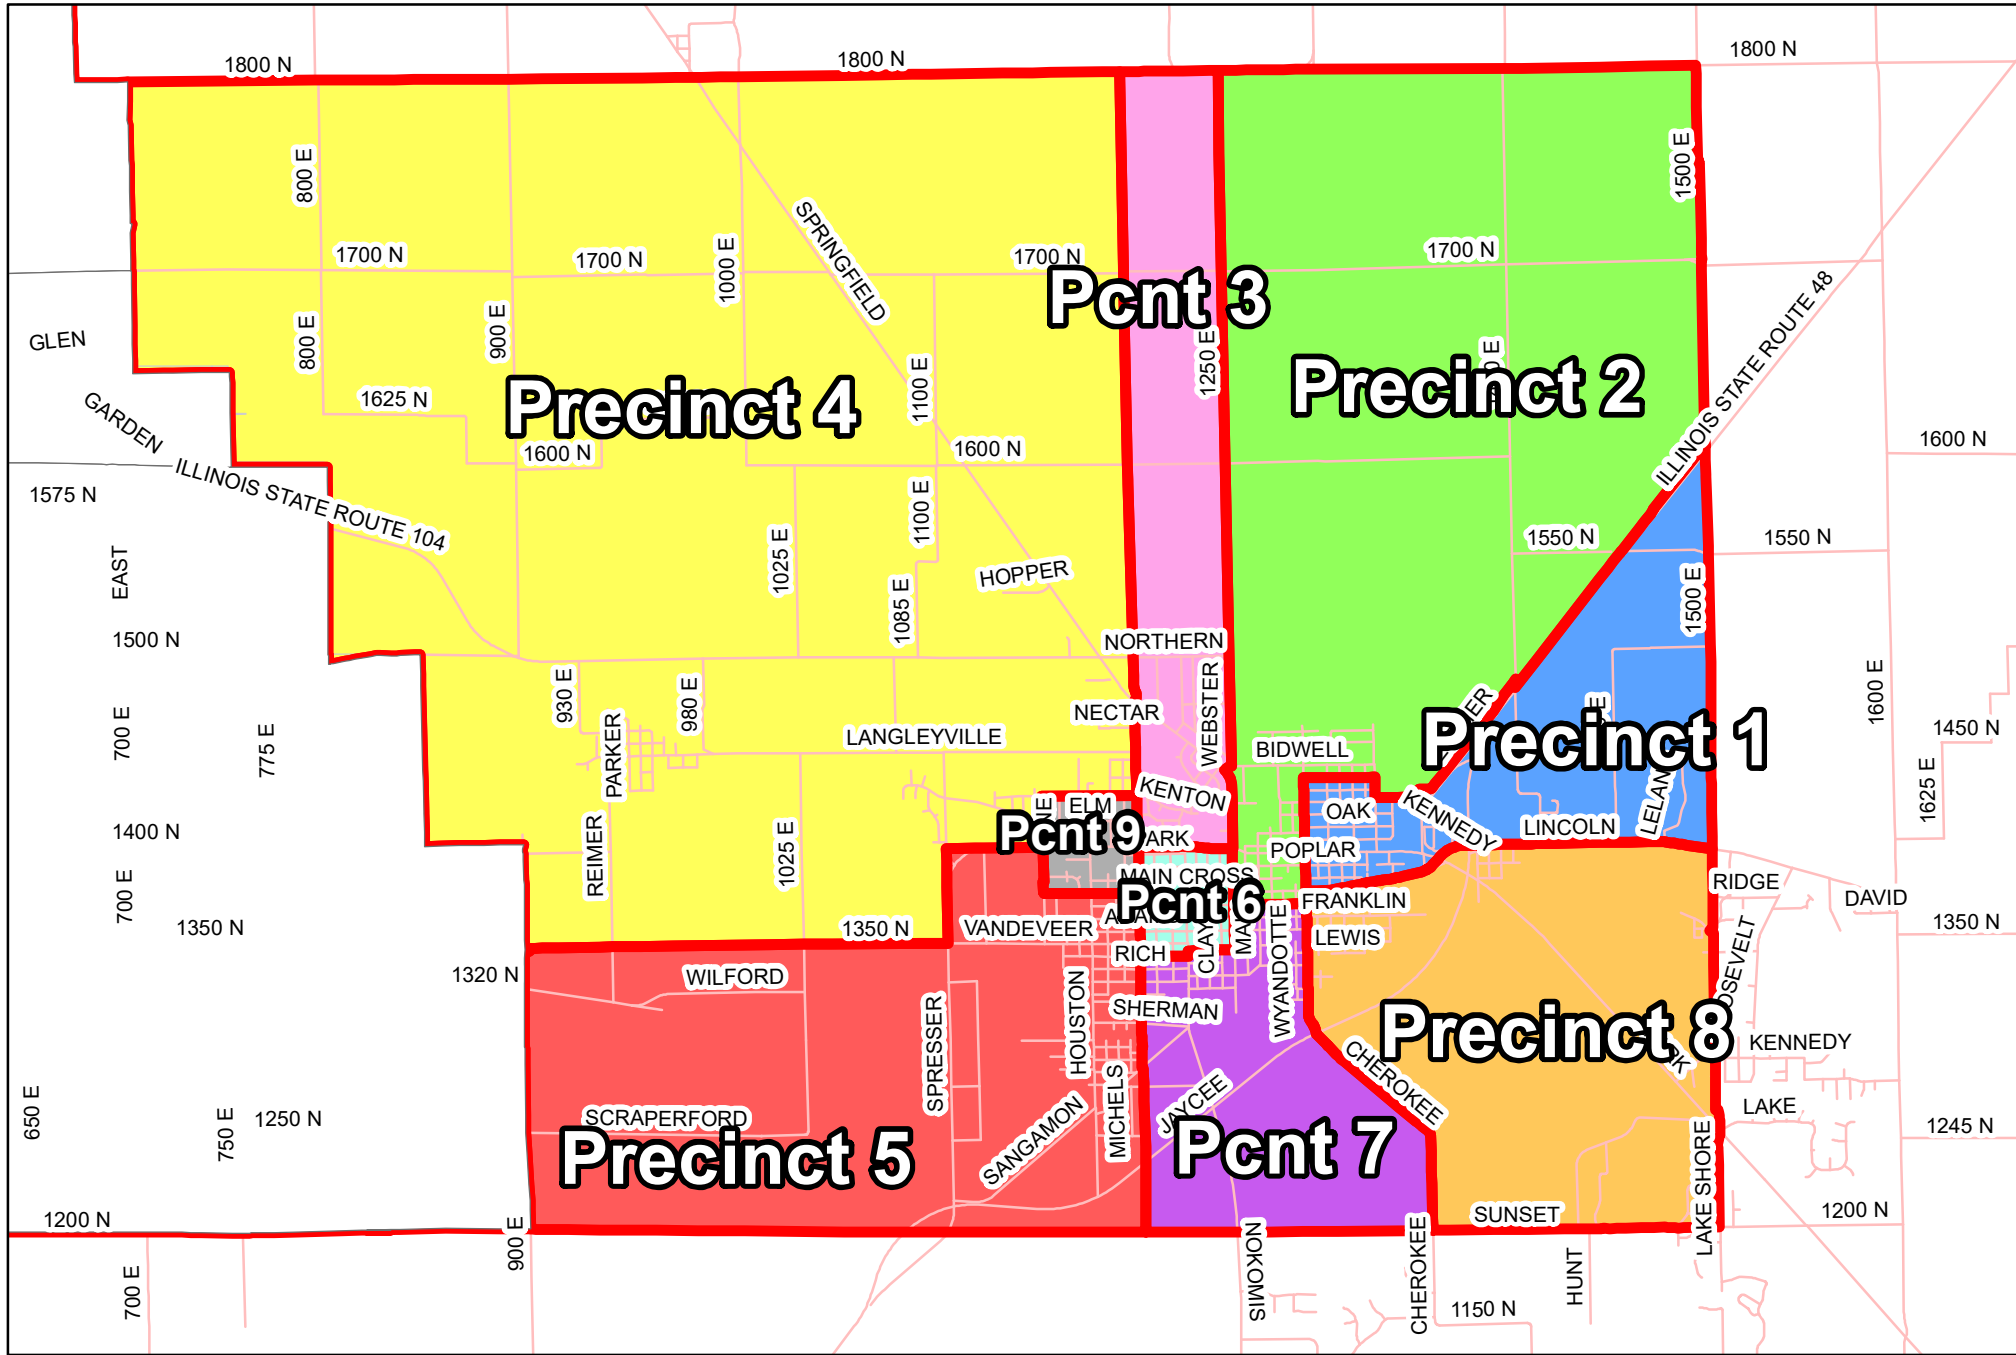 1800 N
1800 N
1800 N
800 E
1500 E
SPRINGFIELD
1700 N
1700 N
1000 E
1700 N
1700 N
Pcnt 3
ILLINOIS STATE ROUTE 48
GLEN
800 E
900 E
1100 E
1250 E
Precinct 4
Precinct 2
GARDEN
1625 N
1600 N
1600 N
1600 N
ILLINOIS STATE ROUTE 104
1575 N
1100 E
1025 E
1550 N
1550 N
EAST
HOPPER
1085 E
1500 E
1500 N
NORTHERN
930 E
980 E
WEBSTER
1600 E
NECTAR
700 E
775 E
PARKER
LANGLEYVILLE
BIDWELL
Precinct 1
1450 N
KENTON
1625 E
ELM
OAK
KENNEDY
LINCOLN
1400 N
Pcnt 9
REIMER
1025 E
POPLAR
MAIN CROSS
RIDGE
DAVID
700 E
Pcnt 6
FRANKLIN
1350 N
1350 N
VANDEVEER
LEWIS
1350 N
RICH
CLAY
WYANDOTTE
1320 N
WILFORD
SHERMAN
HOUSTON
SPRESSER
Precinct 8
KENNEDY
CHEROKEE
650 E
750 E
1250 N
SCRAPERFORD
MICHELS
JAYCEE
LAKE
1245 N
Precinct 5
SANGAMON
Pcnt 7
LAKE SHORE
1200 N
900 E
SUNSET
1200 N
700 E
NOKOMIS
CHEROKEE
HUNT
1150 N